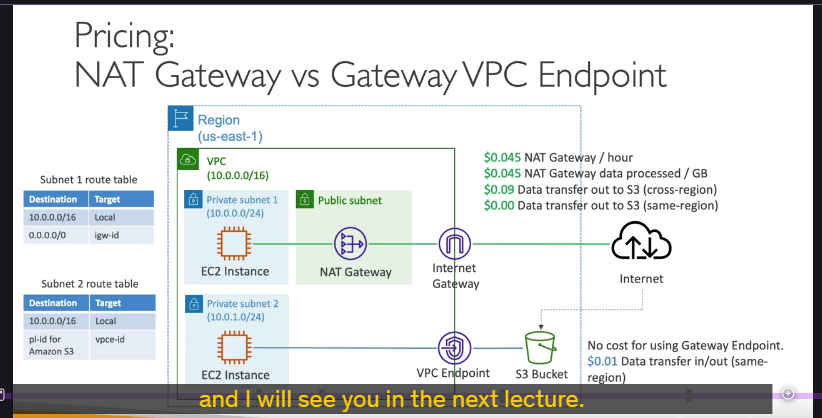 Pricing:
NAT Gateway vs Gateway VPC Endpoint
Region
(us-east-1)
VPC
(10.0.0.0/16)
$0.045 NAT Gateway / hour
$0.045 NAT Gateway data processed / GB
$0.09 Data transfer out to S3 (cross-region)
$0.00 Data transfer out to S3 (same-region)
Subnet 1 route table
Destination Target
10.0.0.0/16 Local
0.0.0.0/0 igw-id
Private subnet 1
(10.0.0.0/24)
Public subnet
EC2 Instance
NAT Gateway
Internet
Gateway
Internet
Subnet 2 route table
Destination Target
10.0.0.0/16 Local
pl-id for
Amazon S3
vpce-id
Private subnet 2
(10.0.1.0/24)
EC2 Instance
VPC Endpoint
S3 Bucket
No cost for using Gateway Endpoint.
$0.01 Data transfer in/out (same-
region)
and I will see you in the next lecture.